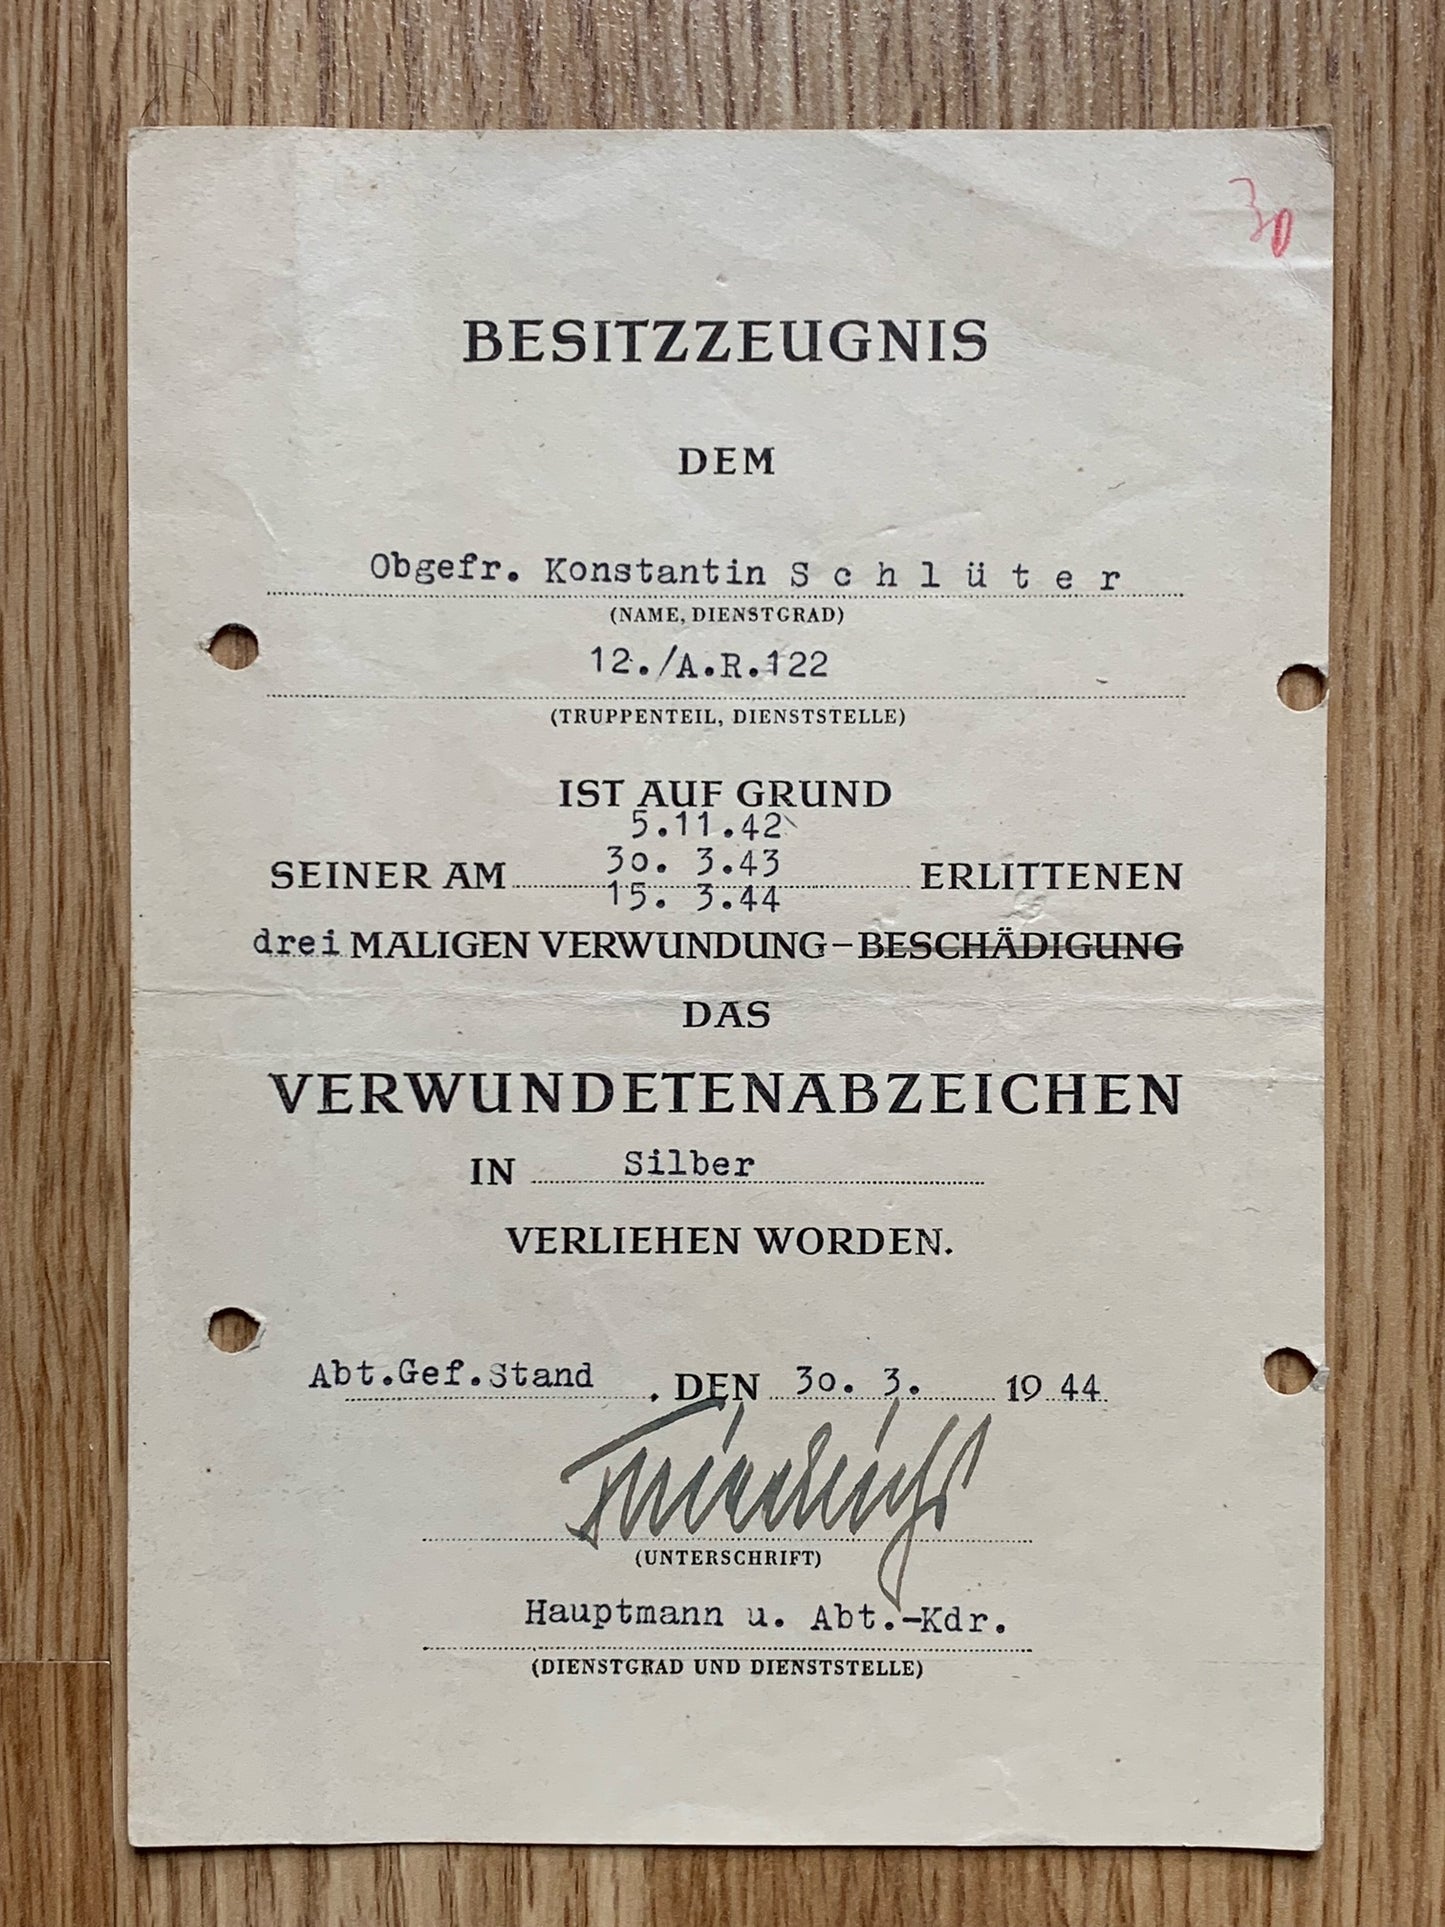 30
BESITZZEUGNIS
DEM
Obgefr. Konstantin S c h l ü t e r
(NAME, DIENSTGRAD)
12./A.R.122
(TRUPPENTEIL, DIENSTSTELLE)
IST AUF GRUND
5.11.42
30. 3.43
SEINER AM ERLITTENEN
15. 3.44
drei MALIGEN VERWUNDUNG – BESCHÄDIGUNG
DAS
VERWUNDETENABZEICHEN
IN Silber
VERLIEHEN WORDEN.
Abt.Gef.Stand . DEN 30. 3. 19 44
(UNTERSCHRIFT)
Hauptmann u. Abt.-Kdr.
(DIENSTGRAD UND DIENSTSTELLE)